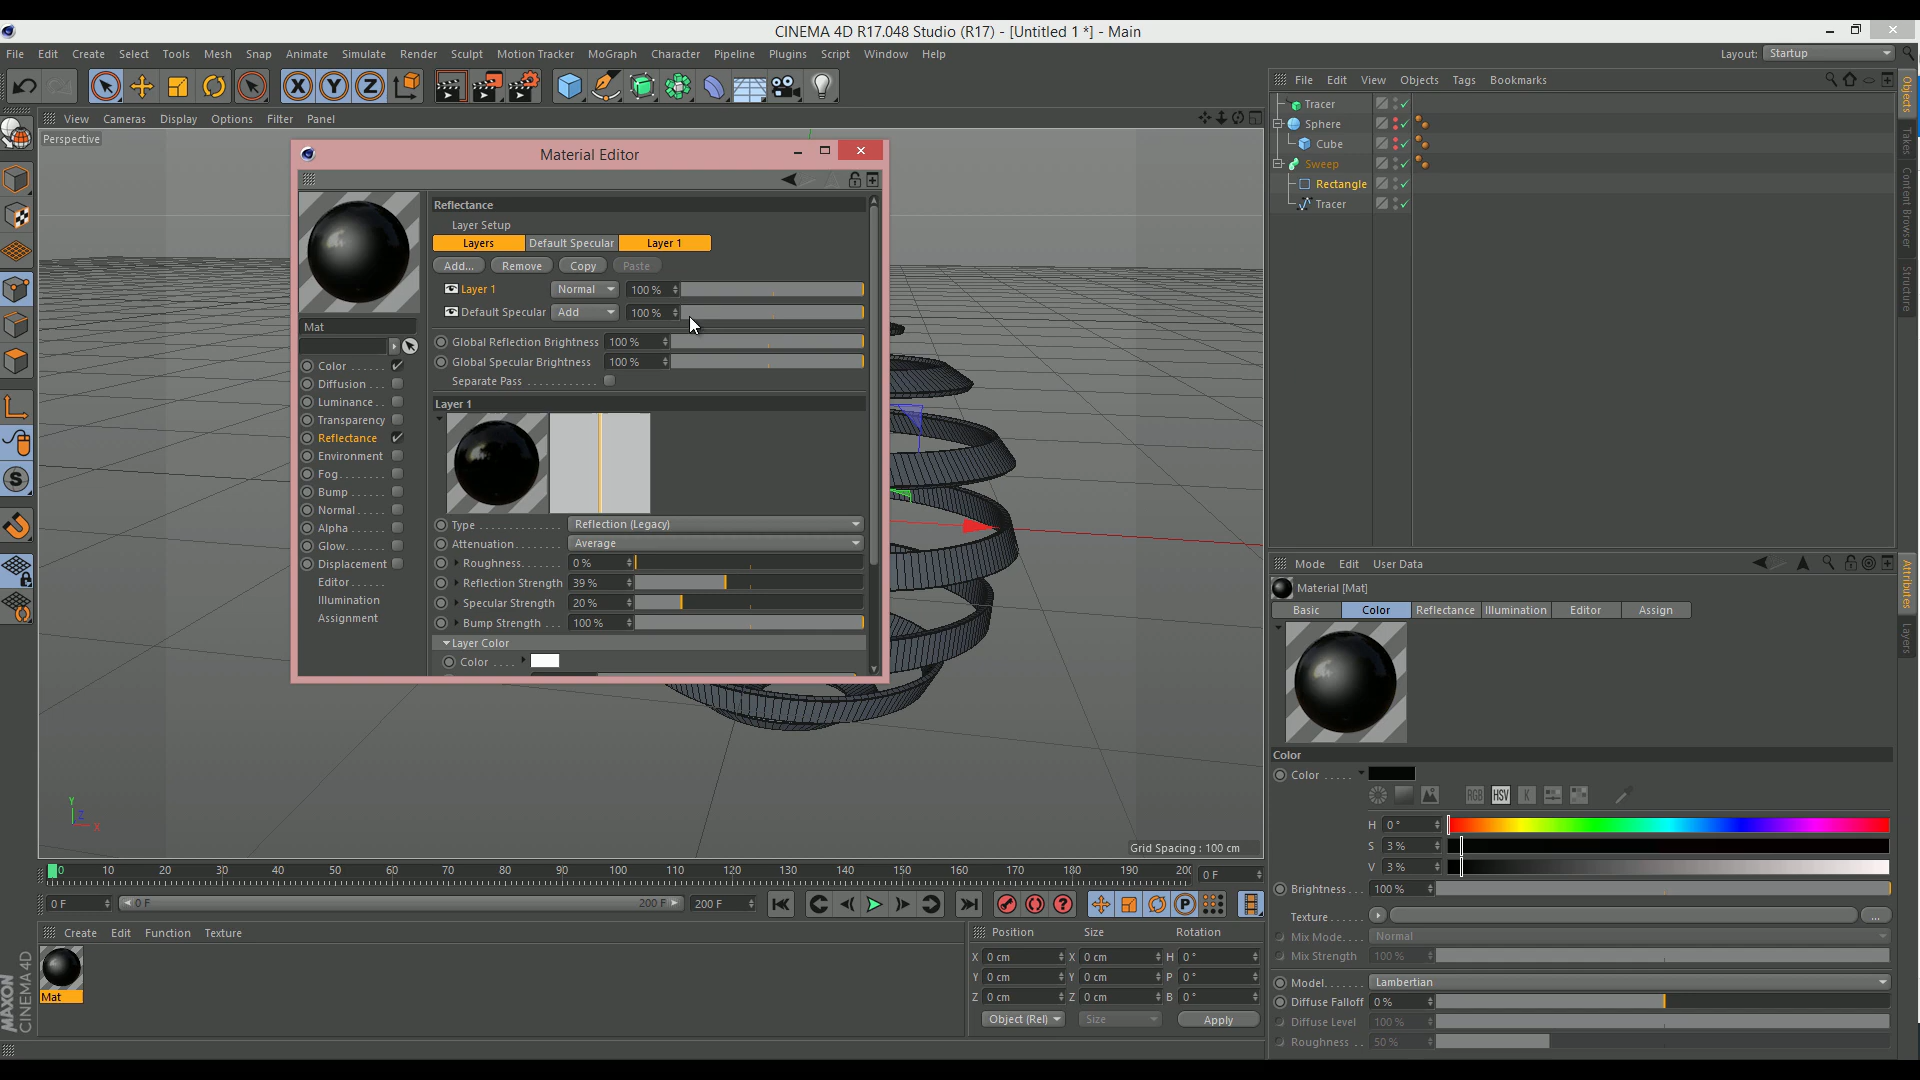 CINEMA 4D R17.048 Studio (R17) - [Untitled 1 *] - Main
File Edit Create Select Tools Mesh Snap Animate Simulate Render Sculpt Motion Tracker MoGraph Character Pipeline Plugins Script Window Help
Layout: Startup
X Y Z
File Edit View Objects Tags Bookmarks
View Cameras Display Options Filter Panel
Perspective
Tracer
Sphere
Cube
Sweep
Rectangle
Tracer
Objects
Takes
Content Browser
Structure
Material Editor
Mat
Color ......
Diffusion ...
Luminance ..
Transparency
Reflectance
Environment
Fog ........
Bump .....
Normal .....
Alpha ......
Glow .......
Displacement
Editor ......
Illumination
Assignment
Reflectance
Layer Setup
Layers Default Specular Layer 1
Add... Remove Copy Paste
Layer 1 Normal 100 %
Default Specular Add 100 %
Global Reflection Brightness 100 %
Global Specular Brightness 100 %
Separate Pass ............
Layer 1
Type .............. Reflection (Legacy)
Attenuation ........ Average
Roughness ....... 0 %
Reflection Strength 39 %
Specular Strength 20 %
Bump Strength ... 100 %
Layer Color
Color ....
Y
Z
X
Grid Spacing : 100 cm
Mode Edit User Data
Attributes
Layers
Material [Mat]
Basic Color Reflectance Illumination Editor Assign
Color
Color .....
RGB HSV K
H 0 °
S 3 %
V 3 %
Brightness ... 100 %
Texture ...... ...
Mix Mode .... Normal
Mix Strength 100 %
Model ....... Lambertian
Diffuse Falloff 0 %
Diffuse Level 100 %
Roughness .. 50 %
0 10 20 30 40 50 60 70 80 90 100 110 120 130 140 150 160 170 180 190 200 0 F
0 F 0 F 200 F 200 F
P
Create Edit Function Texture
Mat
MAXON
CINEMA 4D
Position Size Rotation
X 0 cm X 0 cm H 0 °
Y 0 cm Y 0 cm P 0 °
Z 0 cm Z 0 cm B 0 °
Object (Rel) Size Apply